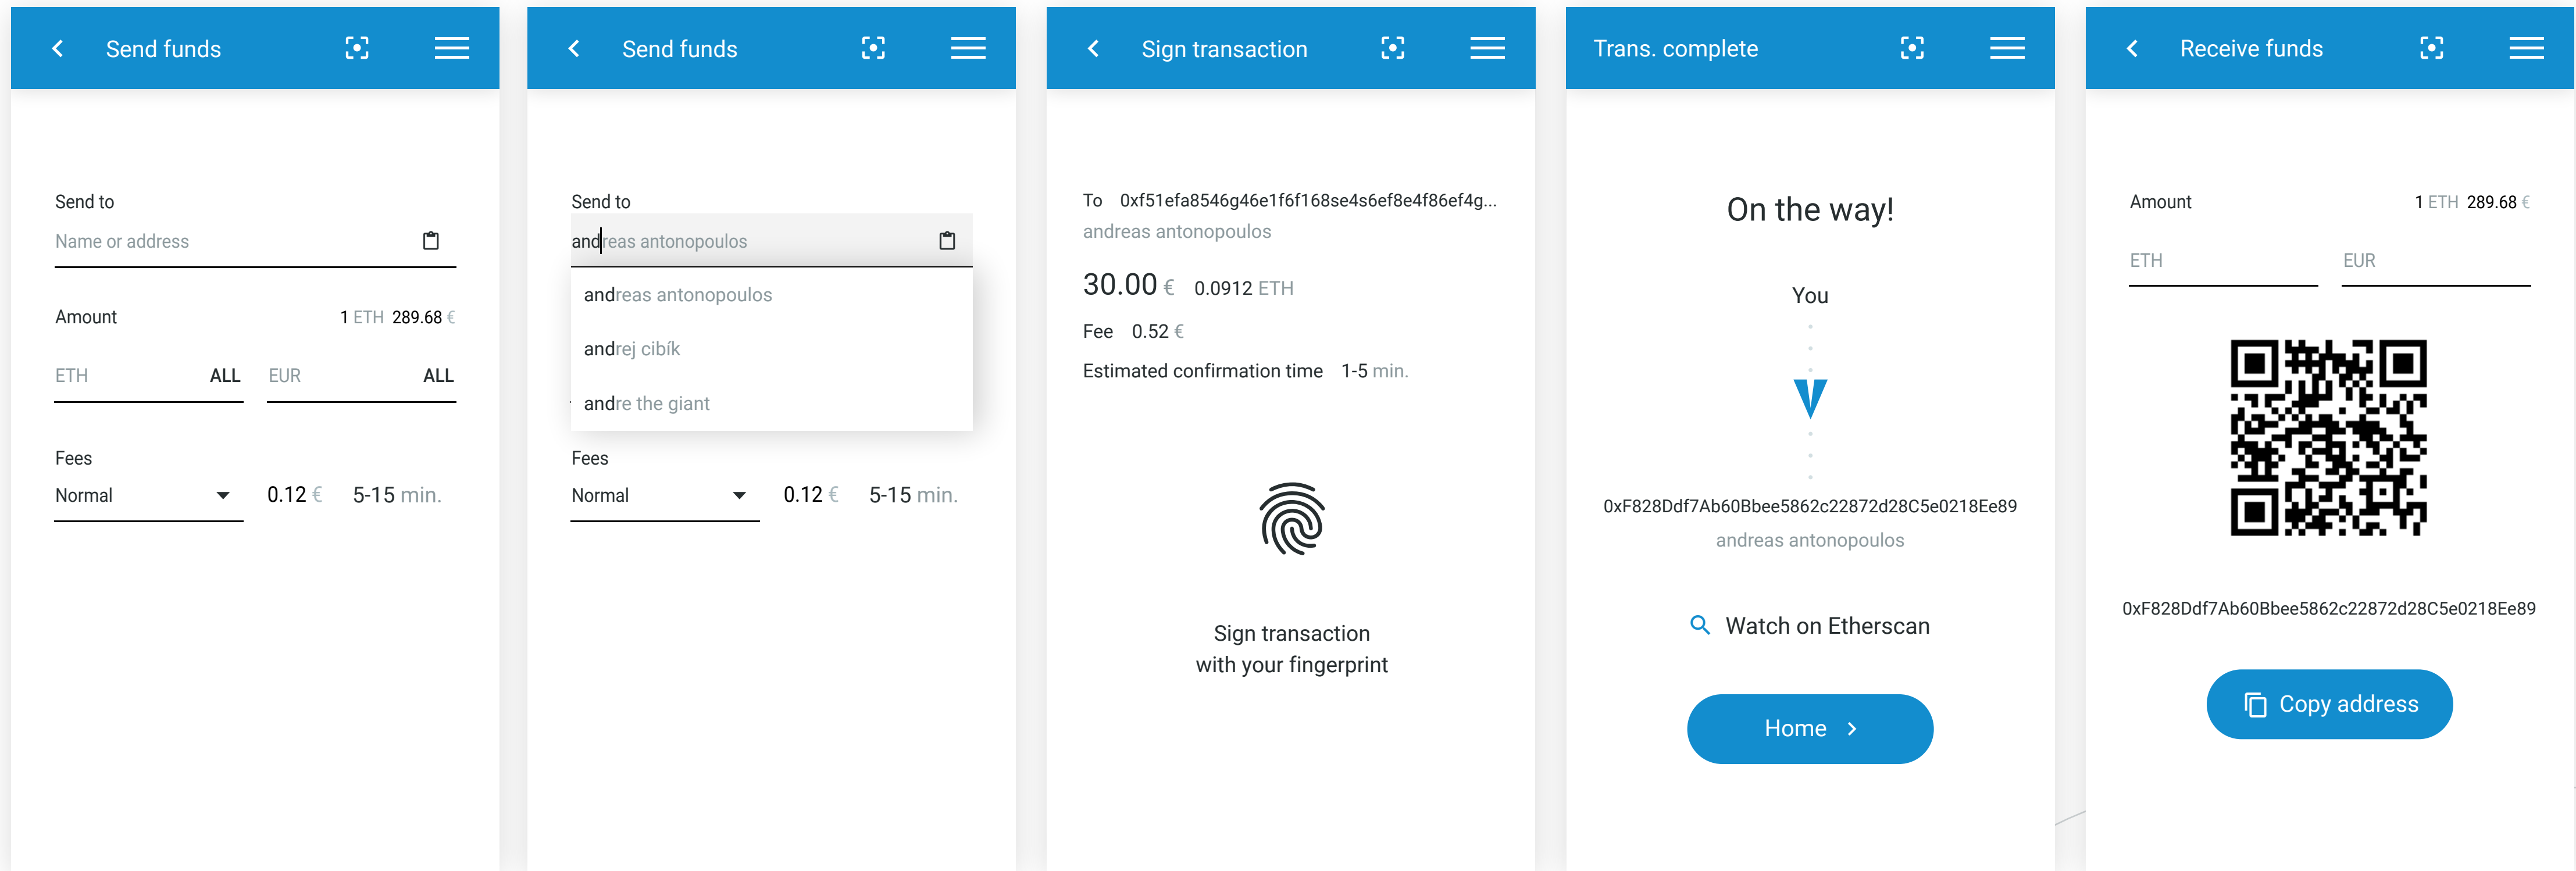 Send funds
Send to
Name or address
Amount 1 ETH 289.68 €
ETH ALL EUR ALL
Fees
Normal 0.12 € 5-15 min.
Send funds
Send to
andreas antonopoulos
andreas antonopoulos
andrej cibík
andre the giant
Fees
Normal 0.12 € 5-15 min.
Sign transaction
To 0xf51efa8546g46e1f6f168se4s6ef8e4f86ef4g...
andreas antonopoulos
30.00 € 0.0912 ETH
Fee 0.52 €
Estimated confirmation time 1-5 min.
Sign transaction
with your fingerprint
Trans. complete
On the way!
You
0xF828Ddf7Ab60Bbee5862c22872d28C5e0218Ee89
andreas antonopoulos
Watch on Etherscan
Home
Receive funds
Amount 1 ETH 289.68 €
ETH EUR
0xF828Ddf7Ab60Bbee5862c22872d28C5e0218Ee89
Copy address